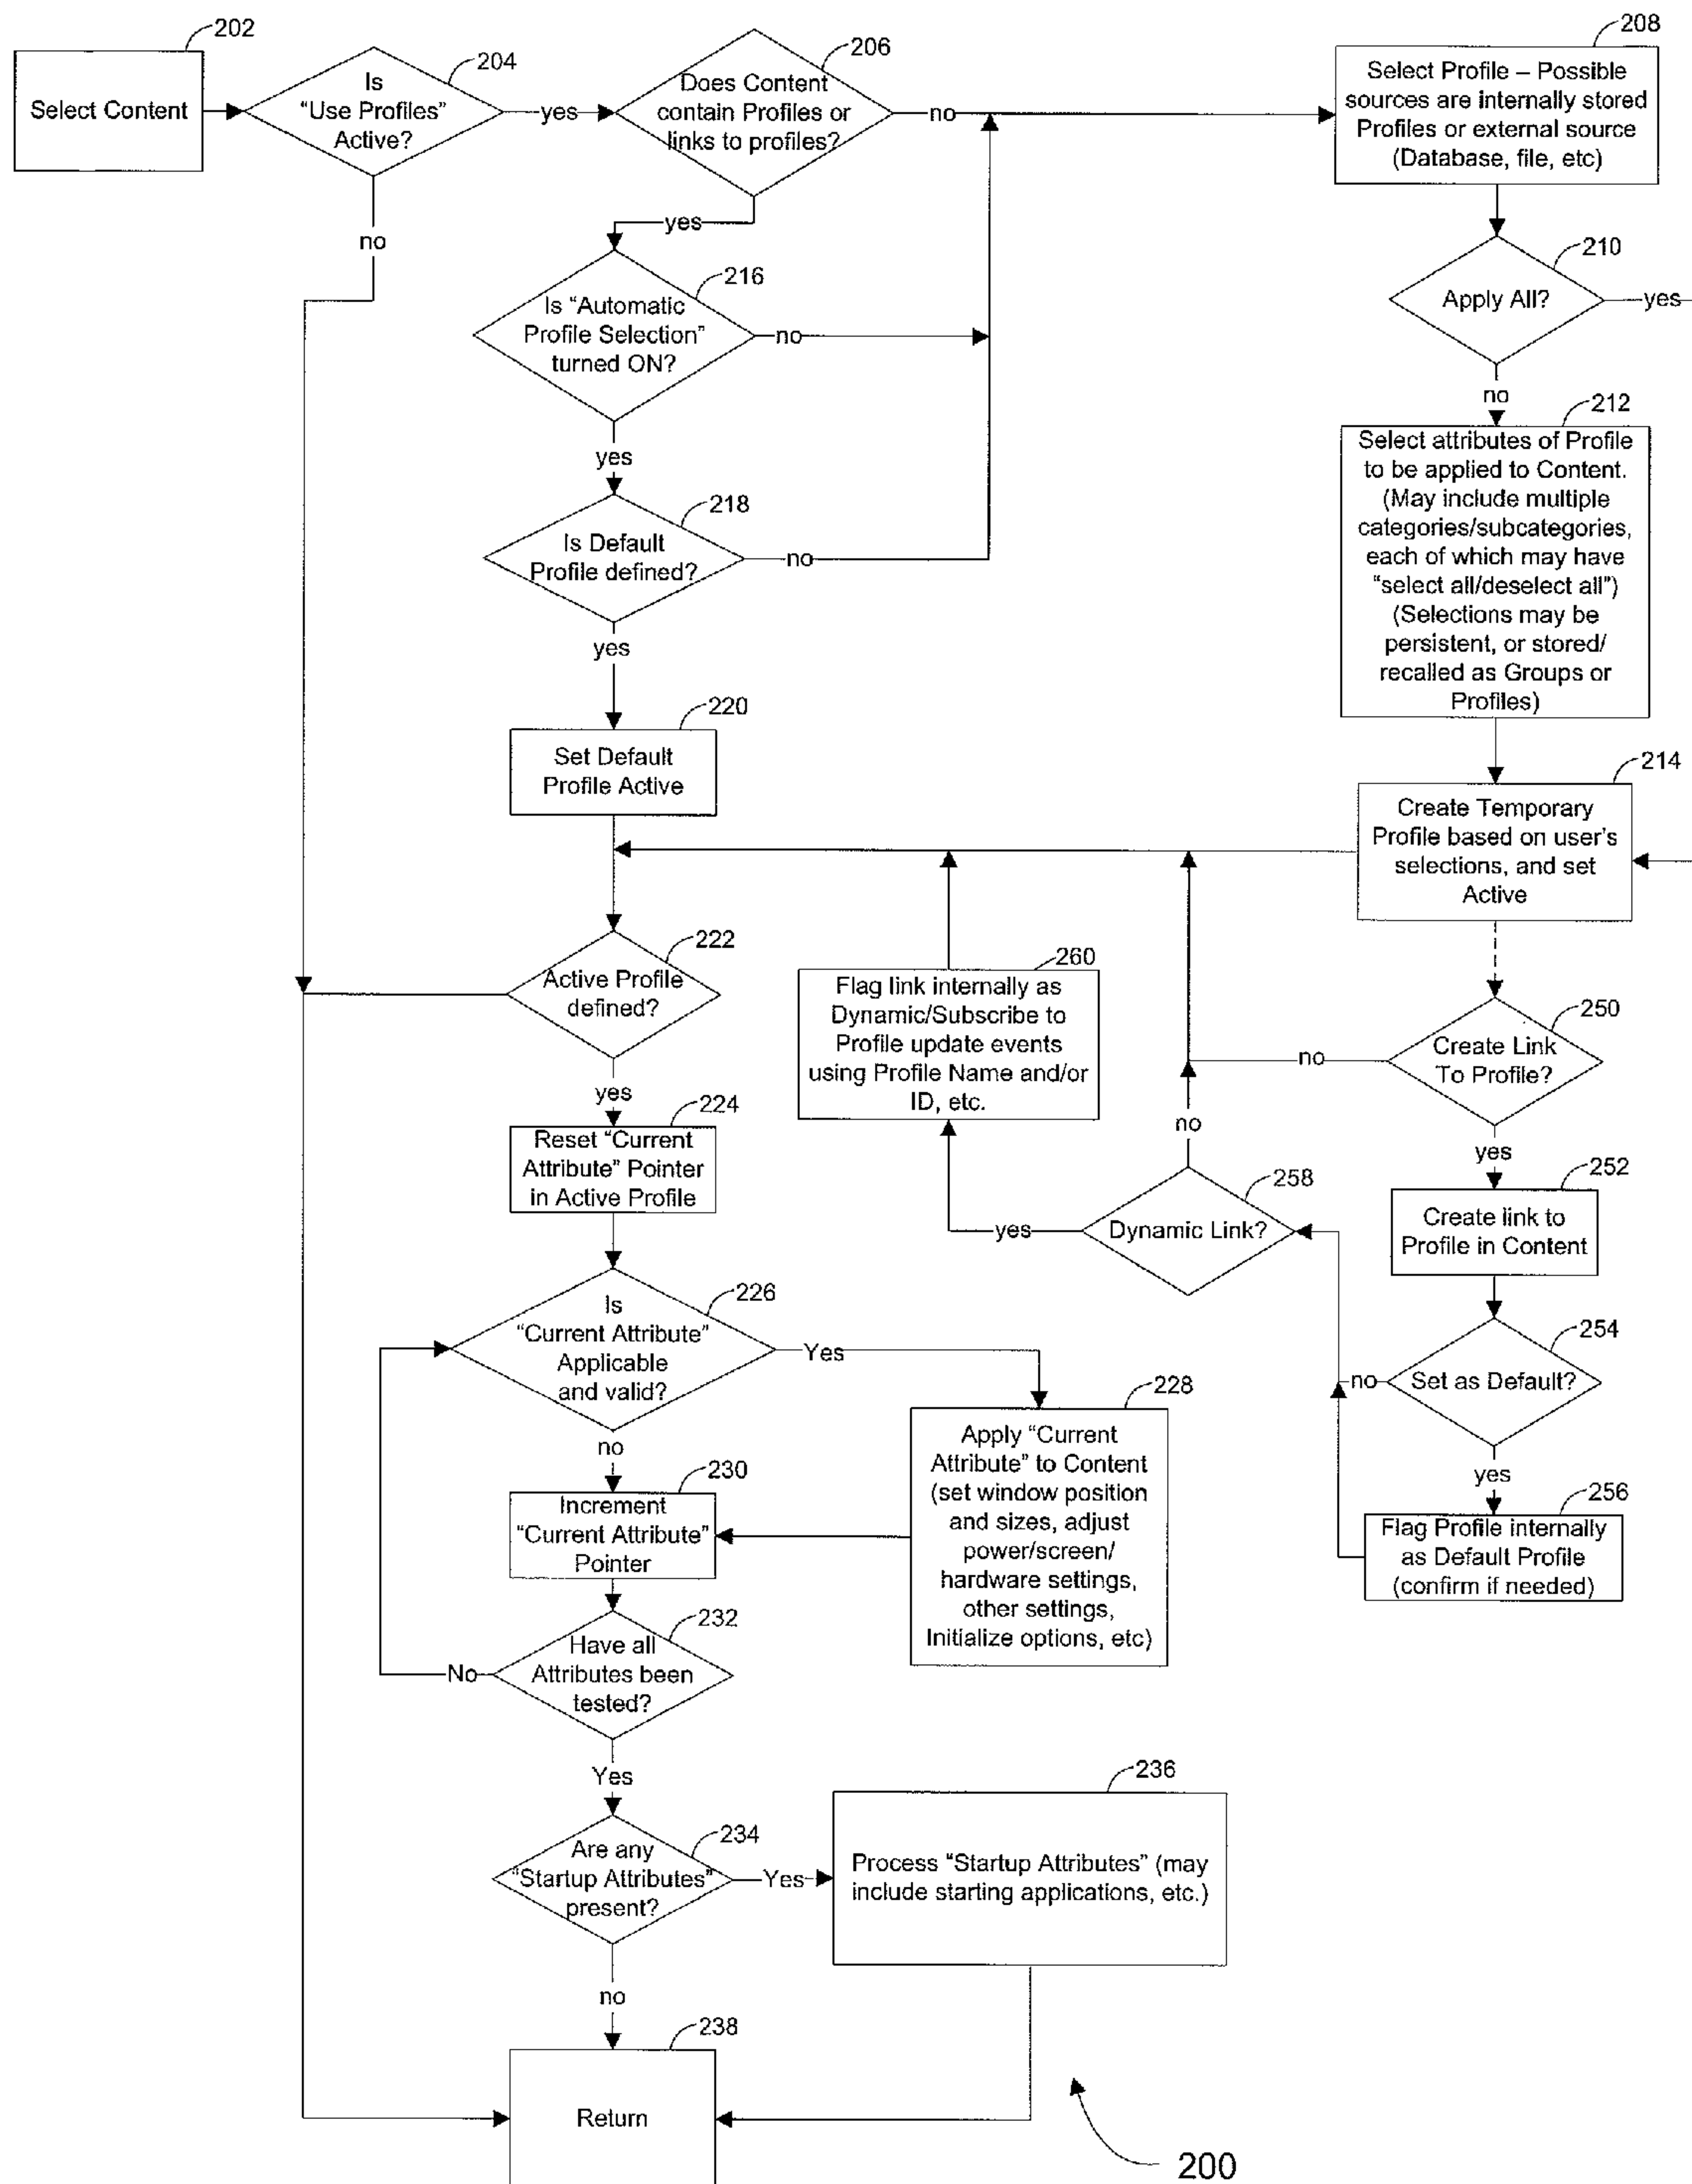 202
Select Content
204
Is
“Use Profiles”
Active?
yes
no
206
Does Content
contain Profiles or
links to profiles?
no
yes
208
Select Profile – Possible
sources are internally stored
Profiles or external source
(Database, file, etc)
210
Apply All?
yes
no
212
Select attributes of Profile
to be applied to Content.
(May include multiple
categories/subcategories,
each of which may have
“select all/deselect all”)
(Selections may be
persistent, or stored/
recalled as Groups or
Profiles)
216
Is “Automatic
Profile Selection”
turned ON?
no
yes
218
Is Default
Profile defined?
no
yes
220
Set Default
Profile Active
214
Create Temporary
Profile based on user’s
selections, and set
Active
222
Active Profile
defined?
yes
260
Flag link internally as
Dynamic/Subscribe to
Profile update events
using Profile Name and/or
ID, etc.
250
Create Link
To Profile?
no
yes
224
Reset “Current
Attribute” Pointer
in Active Profile
258
Dynamic Link?
no
yes
252
Create link to
Profile in Content
226
Is
“Current Attribute”
Applicable
and valid?
Yes
no
254
Set as Default?
no
yes
228
Apply “Current
Attribute” to Content
(set window position
and sizes, adjust
power/screen/
hardware settings,
other settings,
Initialize options, etc)
256
Flag Profile internally
as Default Profile
(confirm if needed)
230
Increment
“Current Attribute”
Pointer
232
Have all
Attributes been
tested?
No
Yes
234
Are any
“Startup Attributes”
present?
Yes
no
236
Process “Startup Attributes” (may
include starting applications, etc.)
238
Return
200